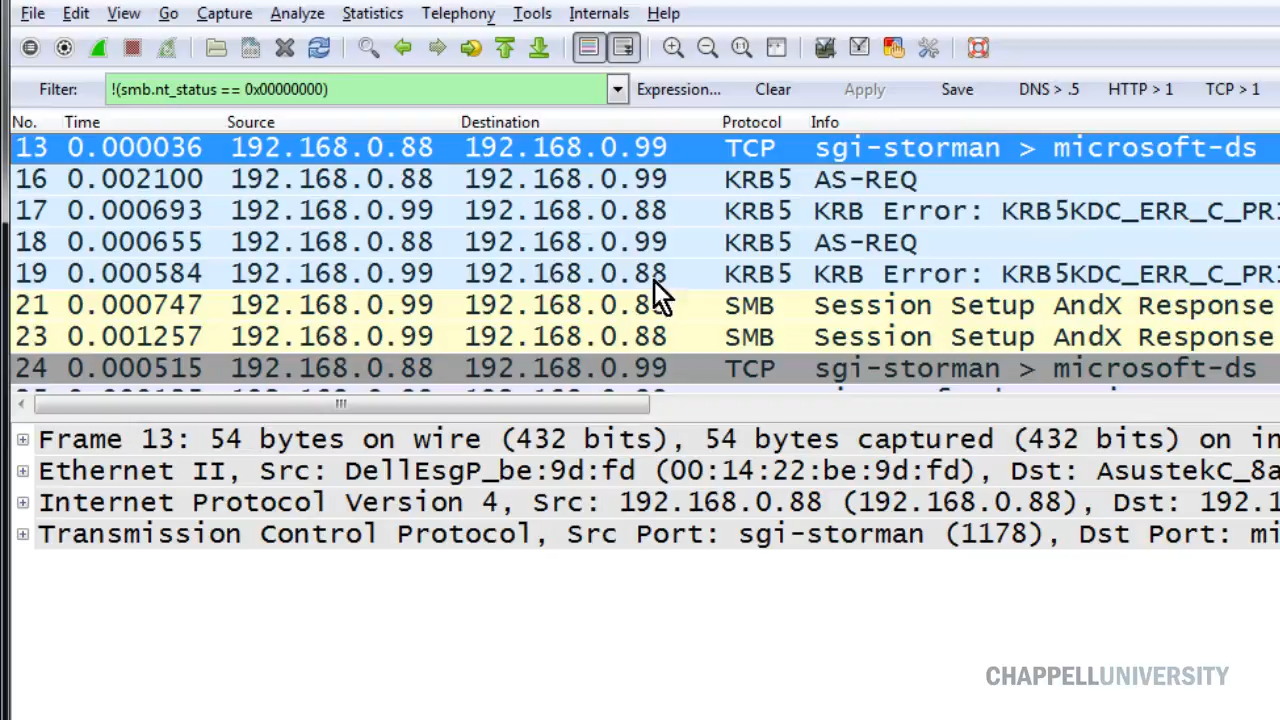 File Edit View Go Capture Analyze Statistics Telephony Tools Internals Help
Filter: !(smb.nt_status == 0x00000000) Expression... Clear Apply Save DNS > .5 HTTP > 1 TCP > 1
No. Time Source Destination Protocol Info
13 0.000036 192.168.0.88 192.168.0.99 TCP sgi-storman > microsoft-ds
16 0.002100 192.168.0.88 192.168.0.99 KRB5 AS-REQ
17 0.000693 192.168.0.99 192.168.0.88 KRB5 KRB Error: KRB5KDC_ERR_C_PRI
18 0.000655 192.168.0.88 192.168.0.99 KRB5 AS-REQ
19 0.000584 192.168.0.99 192.168.0.88 KRB5 KRB Error: KRB5KDC_ERR_C_PRI
21 0.000747 192.168.0.99 192.168.0.88 SMB Session Setup AndX Response
23 0.001257 192.168.0.99 192.168.0.88 SMB Session Setup AndX Response
24 0.000515 192.168.0.88 192.168.0.99 TCP sgi-storman > microsoft-ds
Frame 13: 54 bytes on wire (432 bits), 54 bytes captured (432 bits) on in
Ethernet II, Src: DellEsgP_be:9d:fd (00:14:22:be:9d:fd), Dst: AsustekC_8a
Internet Protocol Version 4, Src: 192.168.0.88 (192.168.0.88), Dst: 192.1
Transmission Control Protocol, Src Port: sgi-storman (1178), Dst Port: mi
CHAPPELLUNIVERSITY